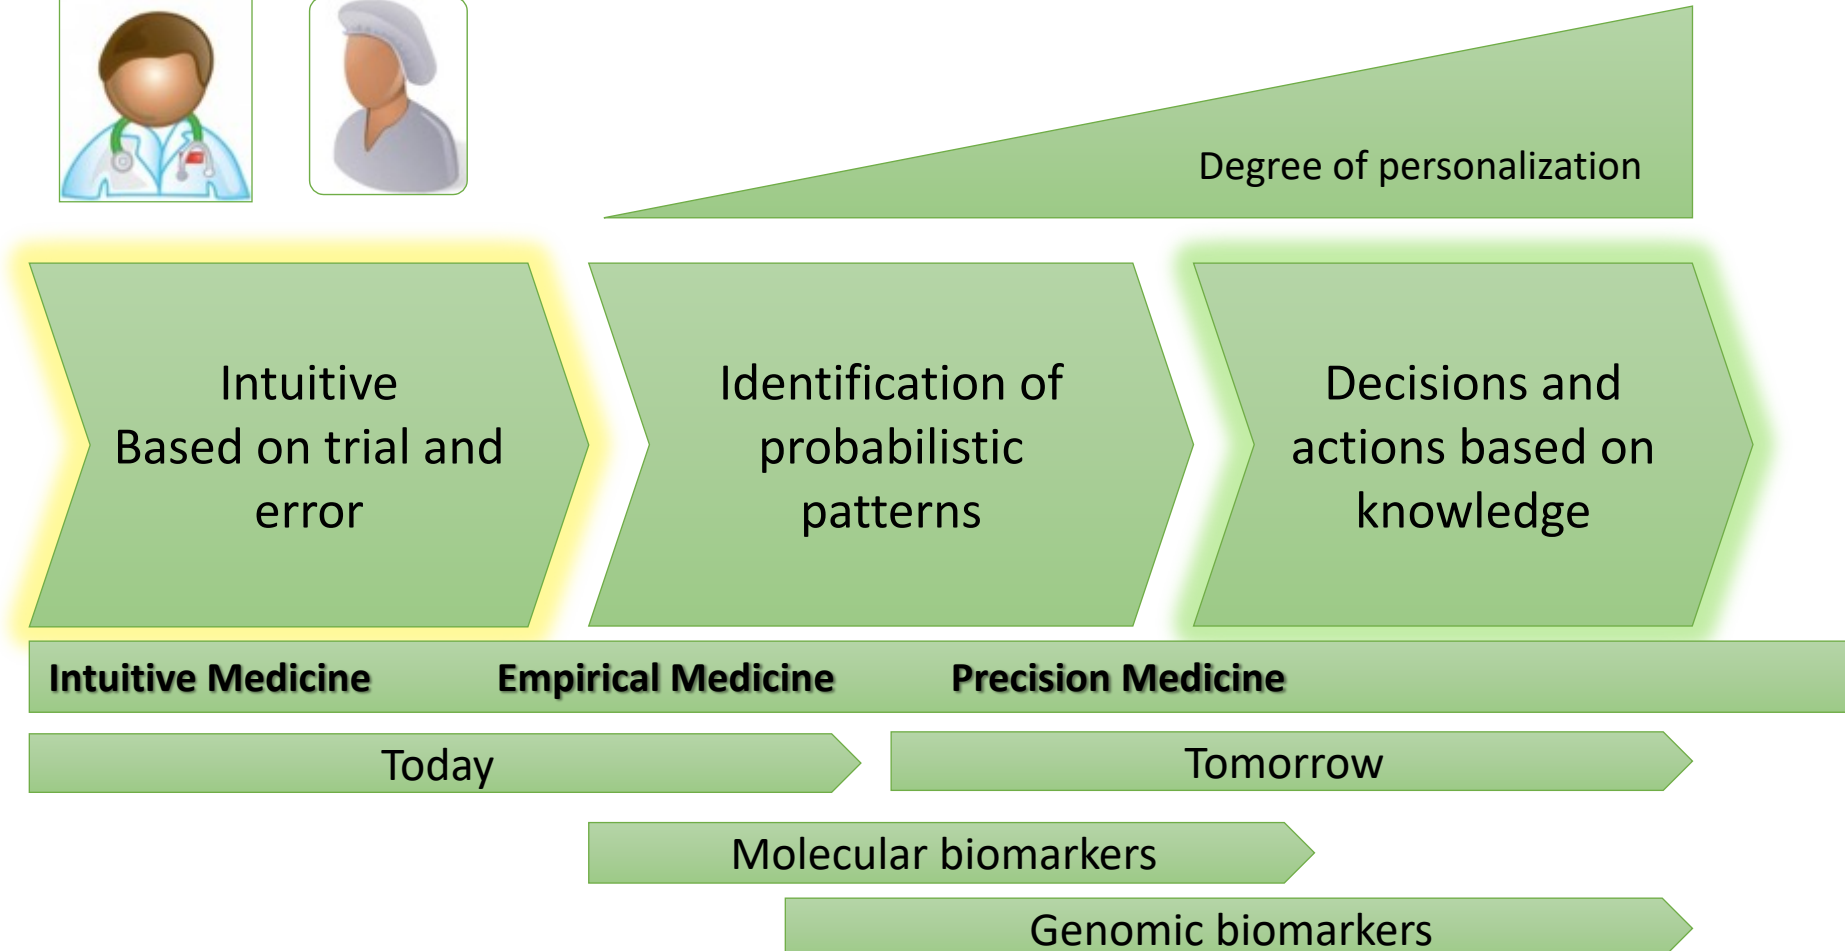 Degree of personalization
Intuitive
Based on trial and
error
Identification of
probabilistic
patterns
Decisions and
actions based on
knowledge
Intuitive Medicine
Empirical Medicine
Precision Medicine
Today
Tomorrow
Molecular biomarkers
Genomic biomarkers